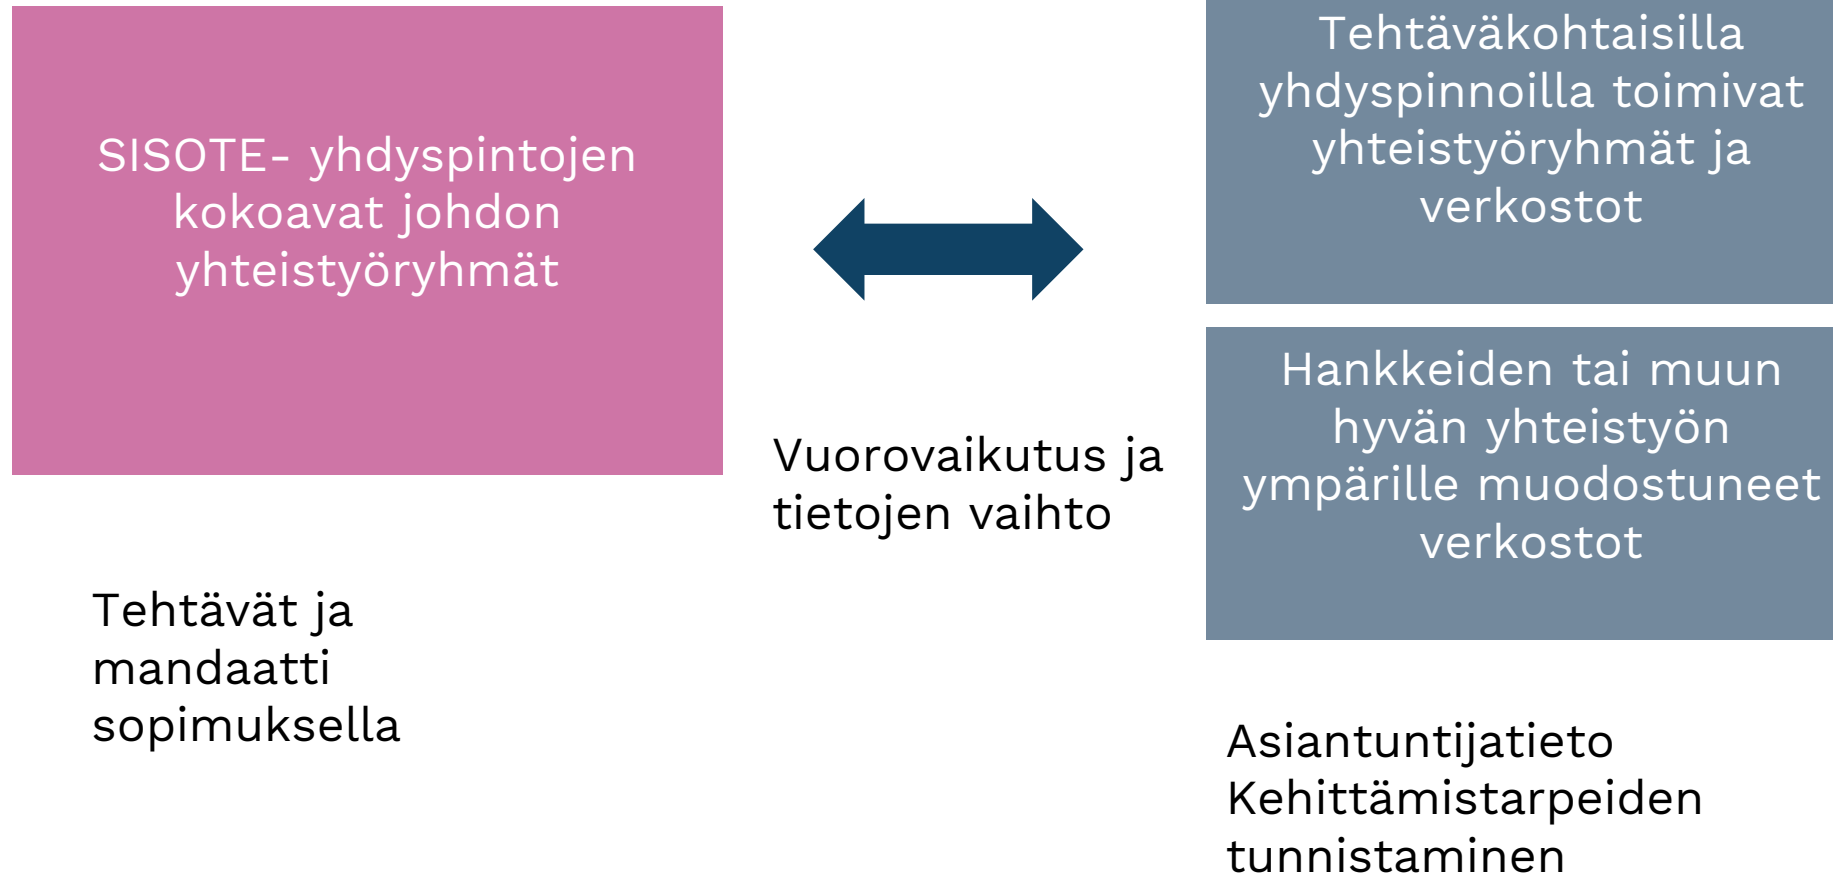 SISOTE- yhdyspintojen
kokoavat johdon
yhteistyöryhmät
Tehtävät ja
mandaatti
sopimuksella
Vuorovaikutus ja
tietojen vaihto
Tehtäväkohtaisilla
yhdyspinnoilla toimivat
yhteistyöryhmät ja
verkostot
Hankkeiden tai muun
hyvän yhteistyön
ympärille muodostuneet
verkostot
Asiantuntijatieto
Kehittämistarpeiden
tunnistaminen